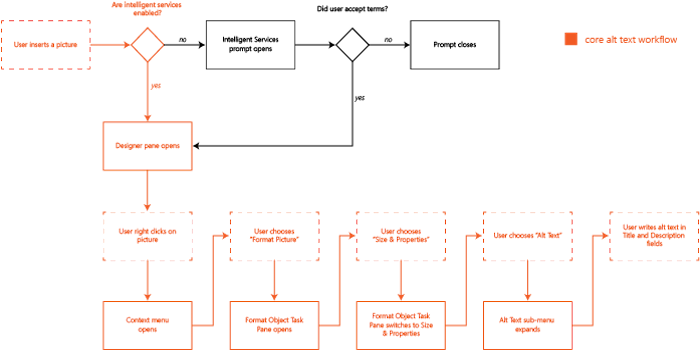 Are intelligent services
enabled?
Did user accept terms?
User inserts a picture
no
Intelligent Services
prompt opens
no
Prompt closes
core alt text workflow
yes
yes
Designer pane opens
User right clicks on
picture
User chooses
"Format Picture"
User chooses
"Size & Properties"
User chooses "Alt Text"
User writes alt text in
Title and Description
fields
Context menu
opens
Format Object Task
Pane opens
Format Object Task
Pane switches to Size
& Properties
Alt Text sub-menu
expands